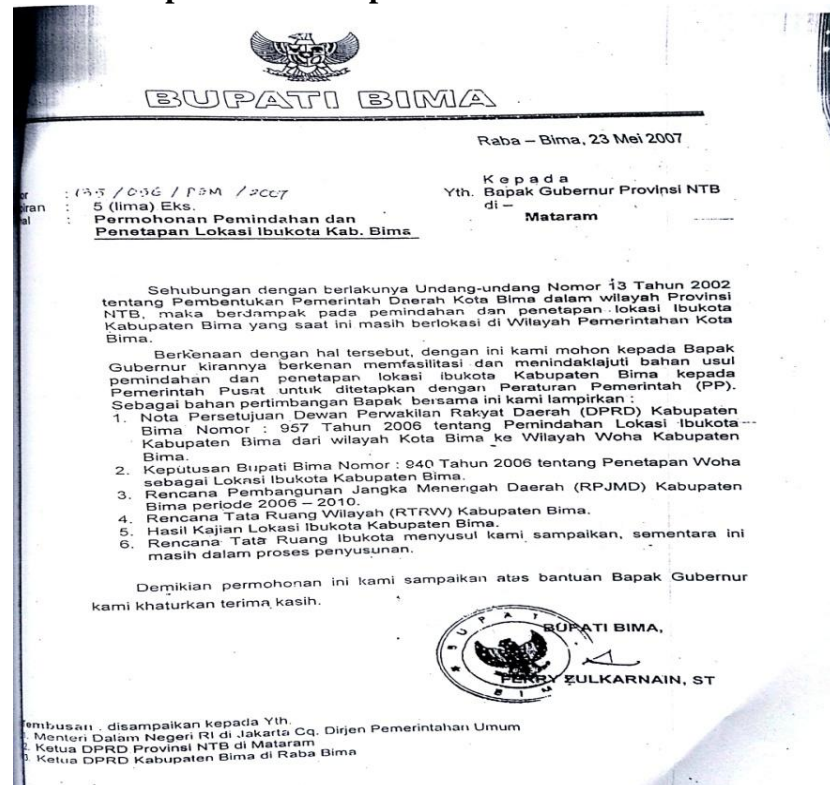 BUPATI BIMA
Raba – Bima, 23 Mei 2007
Kepada
Yth. Bapak Gubernur Provinsi NTB
di –
Mataram
or :
piran : 5 (lima) Eks.
al : Permohonan Pemindahan dan
Penetapan Lokasi Ibukota Kab. Bima
Sehubungan dengan berlakunya Undang-undang Nomor 13 Tahun 2002
tentang Pembentukan Pemerintah Dnerah Kota Bima dalam wilayah Provinsi
NTB, maka berdampak pada pemindahan dan penetapan lokasi Ibukota
Kabupaten Bima yang saat ini masih berlokasi di Wilayah Pemerintahan Kota
Bima.
Berkenaan dengan hal tersebut, dengan ini kami mohon kepada Bapak
Gubernur kirannya berkenan memfasilitasi dan menindaklajuti bahan usul
pemindahan dan penetapan lokasi ibukota Kabupaten Bima kepada
Pemerintah Pusat untuk ditetapkan dengan Peraturan Pemerintah (PP).
Sebagai bahan pertimbangan Bapak bersama ini kami lampirkan :
1. Nota Persetujuan Dewan Perwakilan Rakyat Daerah (DPRD) Kabupaten
Bima Nomor : 957 Tahun 2006 tentang Pemindahan Lokasi Ibukota
Kabupaten Bima dari wilayah Kota Bima ke Wilayah Woha Kabupaten
Bima.
2. Keputusan Bupati Bima Nomor : 940 Tahun 2006 tentang Penetapan Woha
sebagai Lokasi Ibukota Kabupaten Bima.
3. Rencana Pembangunan Jangka Menengah Daerah (RPJMD) Kabupaten
Bima periode 2006 – 2010.
4. Rencana Tata Ruang Wilayah (RTRW) Kabupaten Bima.
5. Hasil Kajian Lokasi Ibukota Kabupaten Bima.
6. Rencana Tata Ruang Ibukota menyusul kami sampaikan, sementara ini
masih dalam proses penyusunan.
Demikian permohonan ini kami sampaikan atas bantuan Bapak Gubernur
kami khaturkan terima kasih.
BUPATI BIMA,
BUPATI
BIM
FERRY ZULKARNAIN, ST
Tembusan : disampaikan kepada Yth.
1. Menteri Dalam Negeri RI di Jakarta Cq. Dirjen Pemerintahan Umum
2. Ketua DPRD Provinsi NTB di Mataram
3. Ketua DPRD Kabupaten Bima di Raba Bima